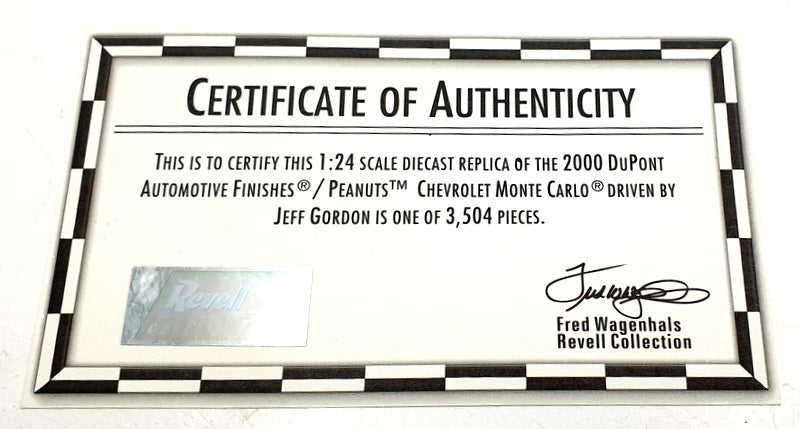 CERTIFICATE OF AUTHENTICITY
THIS IS TO CERTIFY THIS 1:24 SCALE DIECAST REPLICA OF THE 2000 DUPONT
AUTOMOTIVE FINISHES® / PEANUTS™ CHEVROLET MONTE CARLO® DRIVEN BY
JEFF GORDON IS ONE OF 3,504 PIECES.
Revell
Fred Wagenhals
Revell Collection